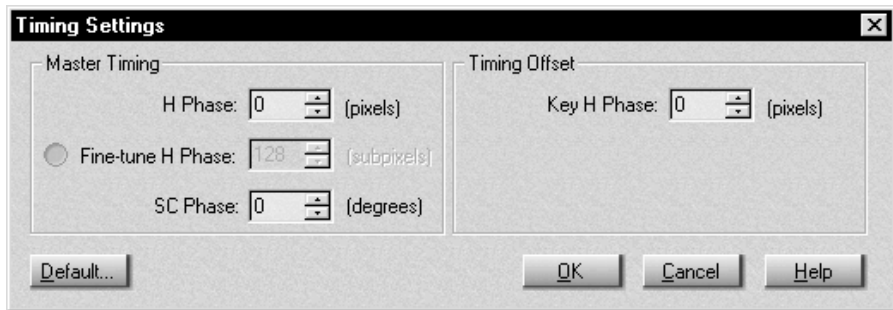 Timing Settings
Master Timing
H Phase: 0 (pixels)
Fine-tune H Phase: 128 (subpixels)
SC Phase: 0 (degrees)
Timing Offset
Key H Phase: 0 (pixels)
Default... OK Cancel Help